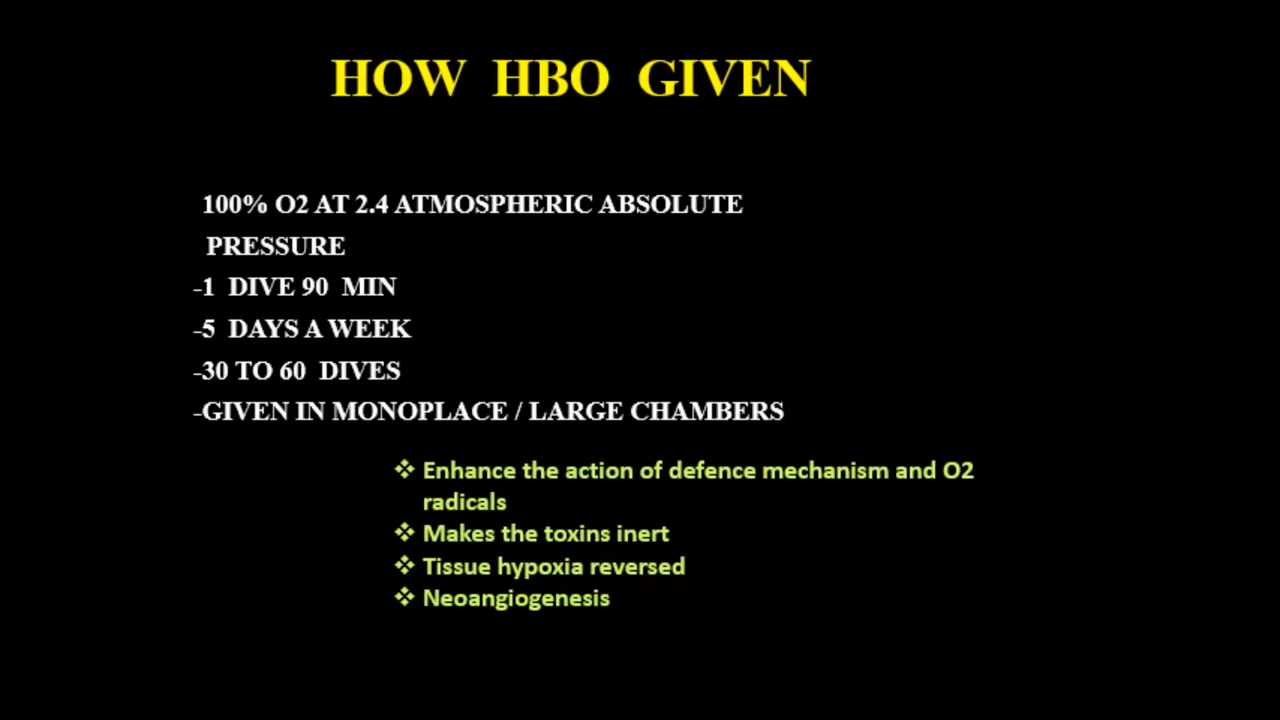 HOW HBO GIVEN
100% O2 AT 2.4 ATMOSPHERIC ABSOLUTE
PRESSURE
-1 DIVE 90 MIN
-5 DAYS A WEEK
-30 TO 60 DIVES
-GIVEN IN MONOPLACE / LARGE CHAMBERS
❖ Enhance the action of defence mechanism and O2
radicals
❖ Makes the toxins inert
❖ Tissue hypoxia reversed
❖ Neoangiogenesis